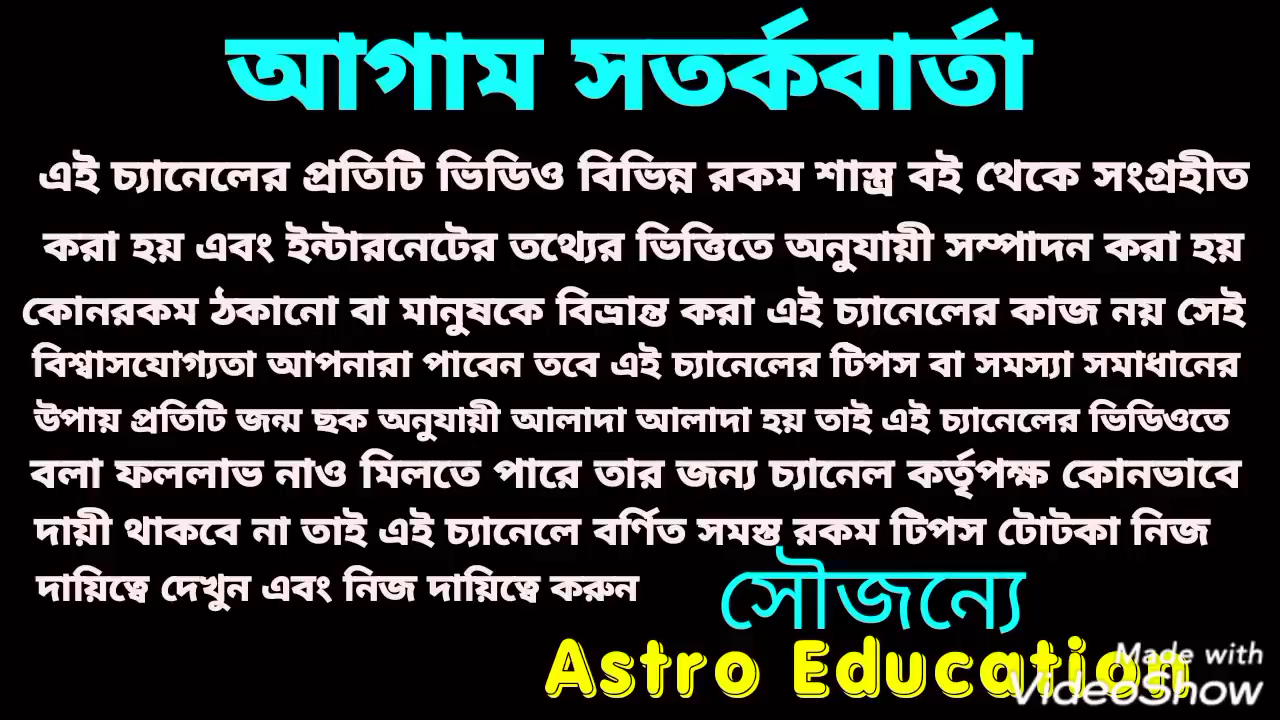 আগাম সতর্কবার্তা
এই চ্যানেলের প্রতিটি ভিডিও বিভিন্ন রকম শাস্ত্র বই থেকে সংগ্রহীত
করা হয় এবং ইন্টারনেটের তথ্যের ভিত্তিতে অনুযায়ী সম্পাদন করা হয়
কোনরকম ঠকানো বা মানুষকে বিভ্রান্ত করা এই চ্যানেলের কাজ নয় সেই
বিশ্বাসযোগ্যতা আপনারা পাবেন তবে এই চ্যানেলের টিপস বা সমস্যা সমাধানের
উপায় প্রতিটি জন্ম ছক অনুযায়ী আলাদা আলাদা হয় তাই এই চ্যানেলের ভিডিওতে
বলা ফললাভ নাও মিলতে পারে তার জন্য চ্যানেল কর্তৃপক্ষ কোনভাবে
দায়ী থাকবে না তাই এই চ্যানেলে বর্ণিত সমস্ত রকম টিপস টোটকা নিজ
দায়িত্বে দেখুন এবং নিজ দায়িত্বে করুন
সৌজন্যে
Astro Education
Made with
VideoShow